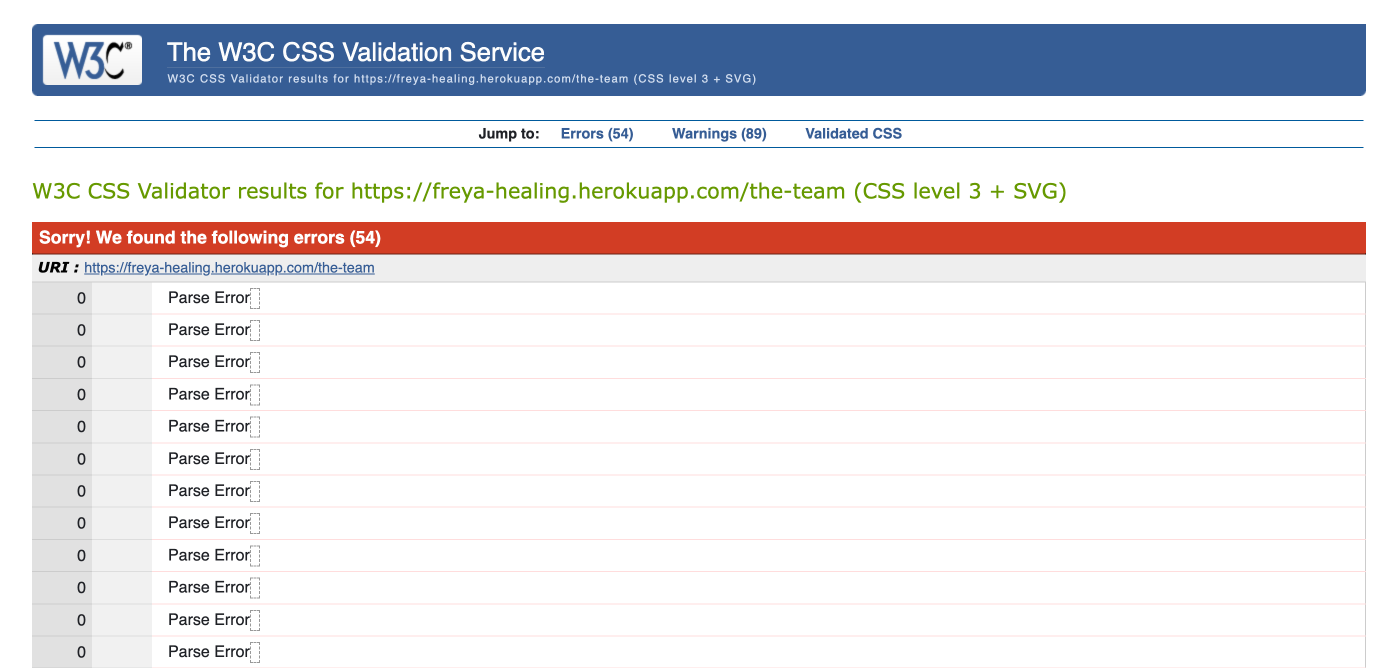 W3C®
The W3C CSS Validation Service
W3C CSS Validator results for https://freya-healing.herokuapp.com/the-team (CSS level 3 + SVG)
Jump to: Errors (54) Warnings (89) Validated CSS
W3C CSS Validator results for https://freya-healing.herokuapp.com/the-team (CSS level 3 + SVG)
Sorry! We found the following errors (54)
URI : https://freya-healing.herokuapp.com/the-team
0 Parse Error
0 Parse Error
0 Parse Error
0 Parse Error
0 Parse Error
0 Parse Error
0 Parse Error
0 Parse Error
0 Parse Error
0 Parse Error
0 Parse Error
0 Parse Error